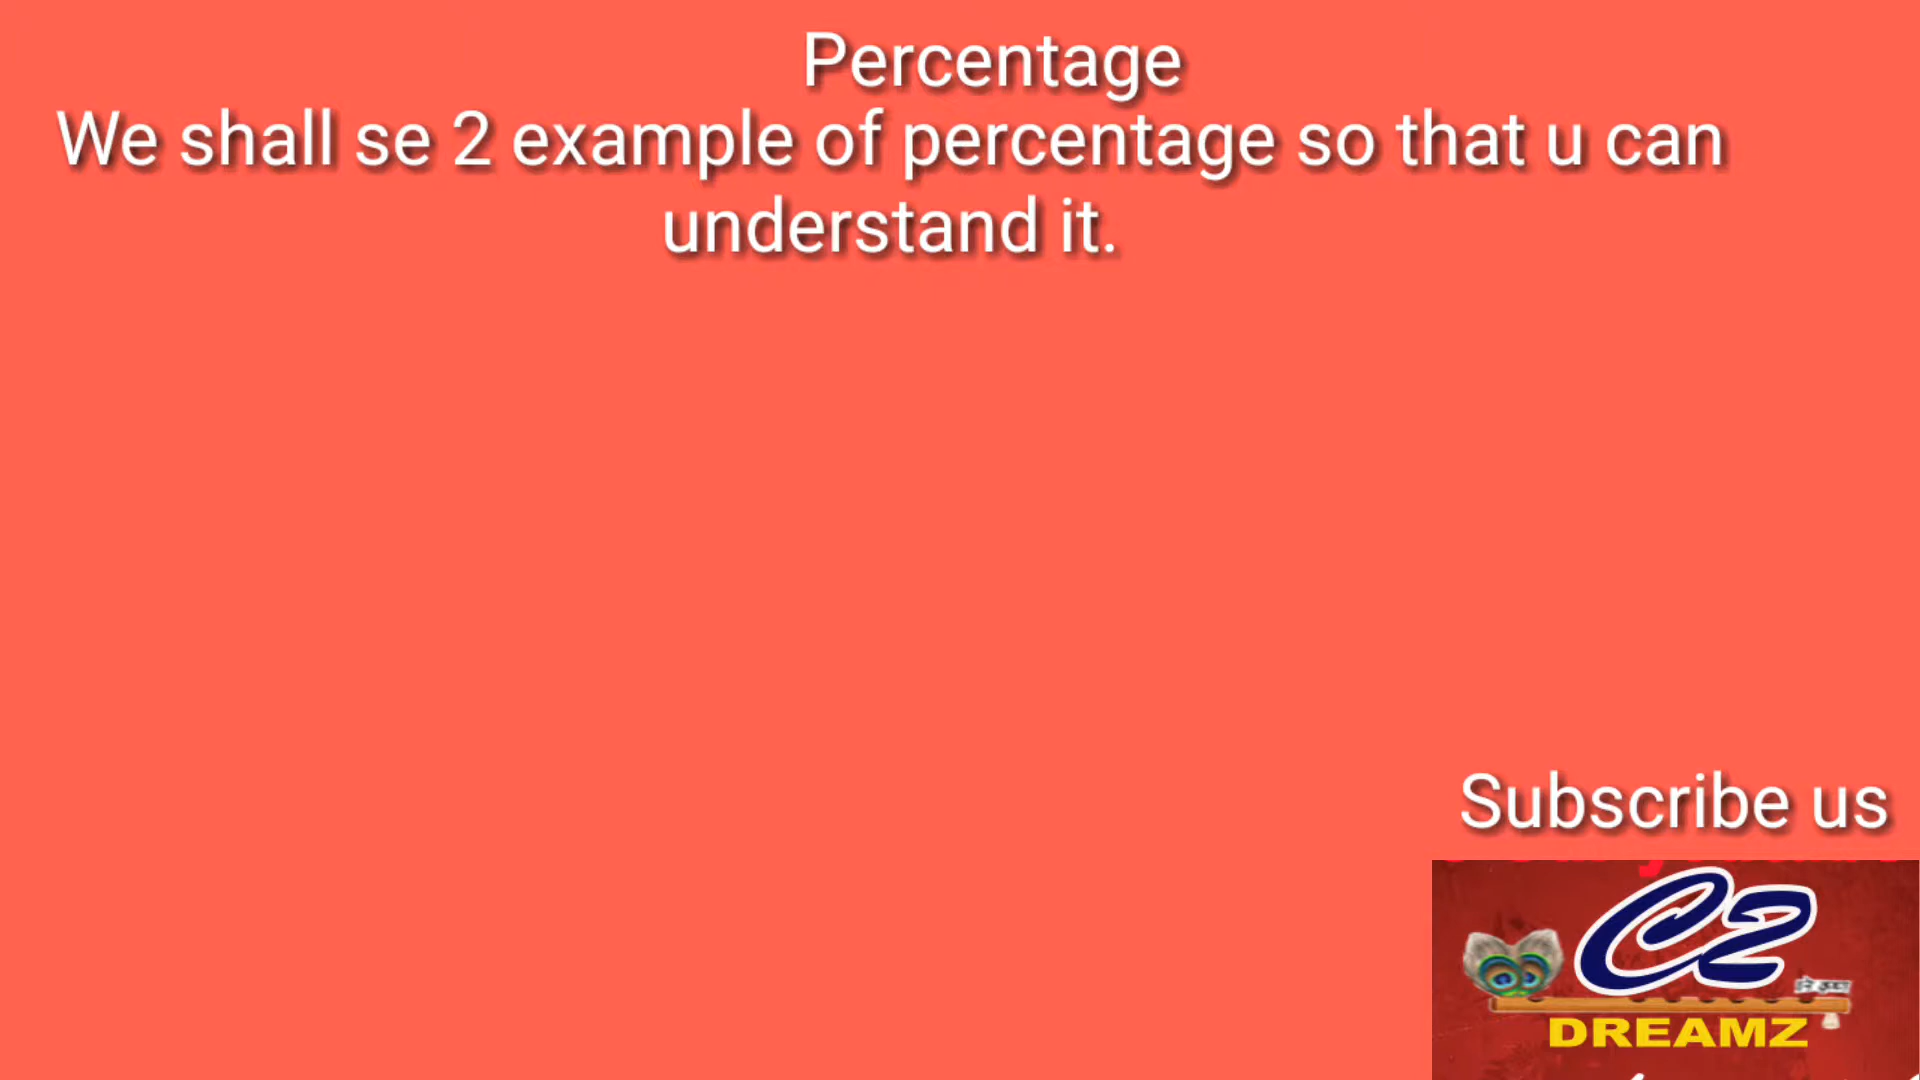 Percentage
We shall se 2 example of percentage so that u can
understand it.
Subscribe us
C2
DREAMZ